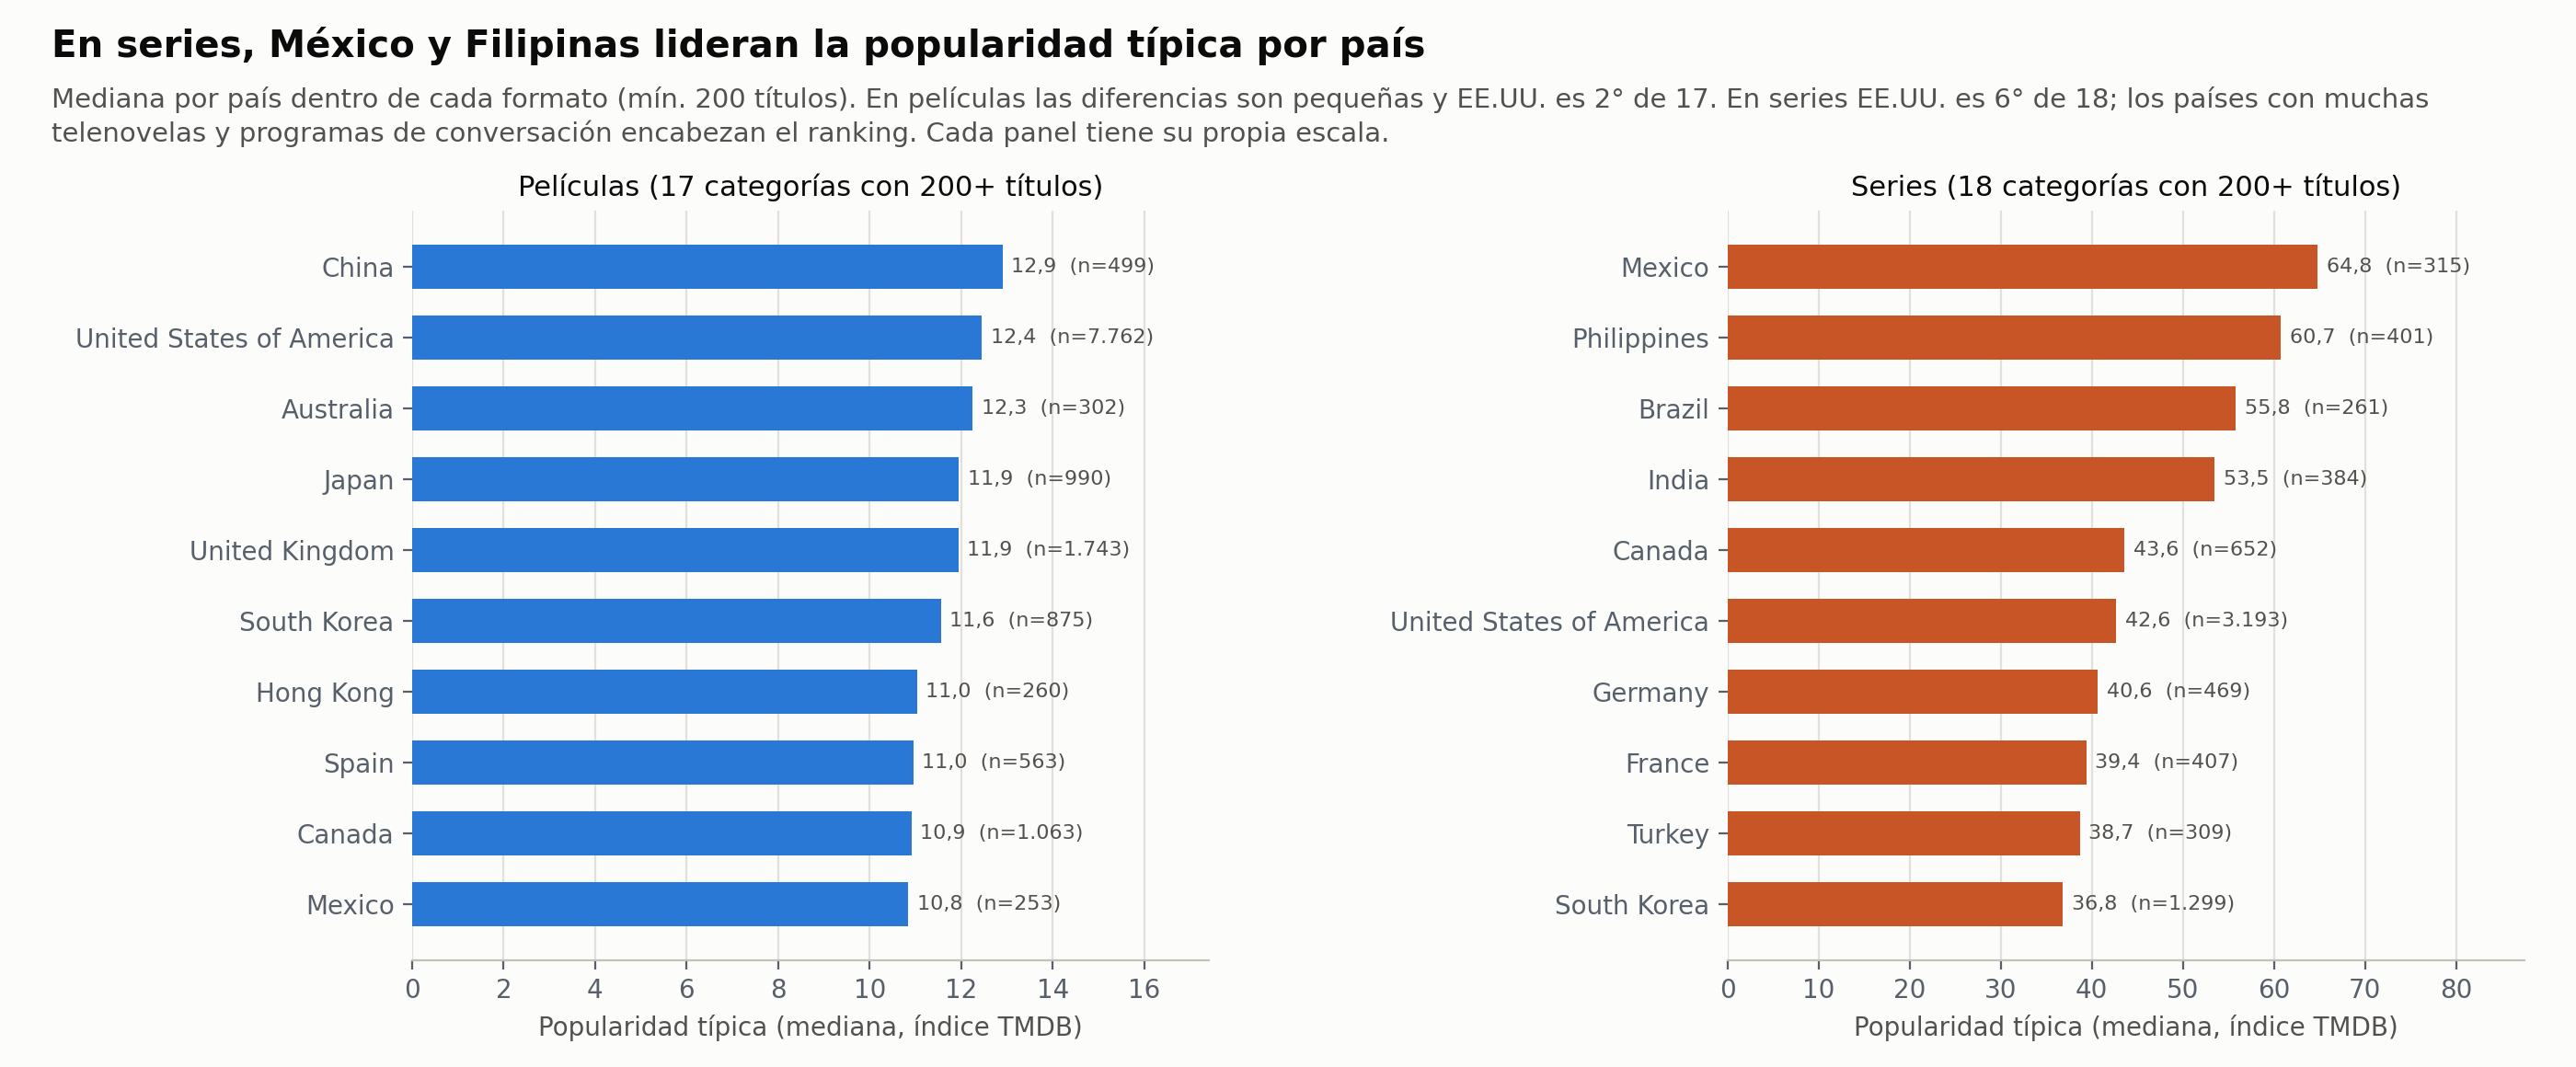 En series, México y Filipinas lideran la popularidad típica por país
Mediana por país dentro de cada formato (mín. 200 títulos). En películas las diferencias son pequeñas y EE.UU. es 2° de 17. En series EE.UU. es 6° de 18; los países con muchas
telenovelas y programas de conversación encabezan el ranking. Cada panel tiene su propia escala.
Películas (17 categorías con 200+ títulos)
China 12,9 (n=499)
United States of America 12,4 (n=7.762)
Australia 12,3 (n=302)
Japan 11,9 (n=990)
United Kingdom 11,9 (n=1.743)
South Korea 11,6 (n=875)
Hong Kong 11,0 (n=260)
Spain 11,0 (n=563)
Canada 10,9 (n=1.063)
Mexico 10,8 (n=253)
0 2 4 6 8 10 12 14 16
Popularidad típica (mediana, índice TMDB)
Series (18 categorías con 200+ títulos)
Mexico 64,8 (n=315)
Philippines 60,7 (n=401)
Brazil 55,8 (n=261)
India 53,5 (n=384)
Canada 43,6 (n=652)
United States of America 42,6 (n=3.193)
Germany 40,6 (n=469)
France 39,4 (n=407)
Turkey 38,7 (n=309)
South Korea 36,8 (n=1.299)
0 10 20 30 40 50 60 70 80
Popularidad típica (mediana, índice TMDB)